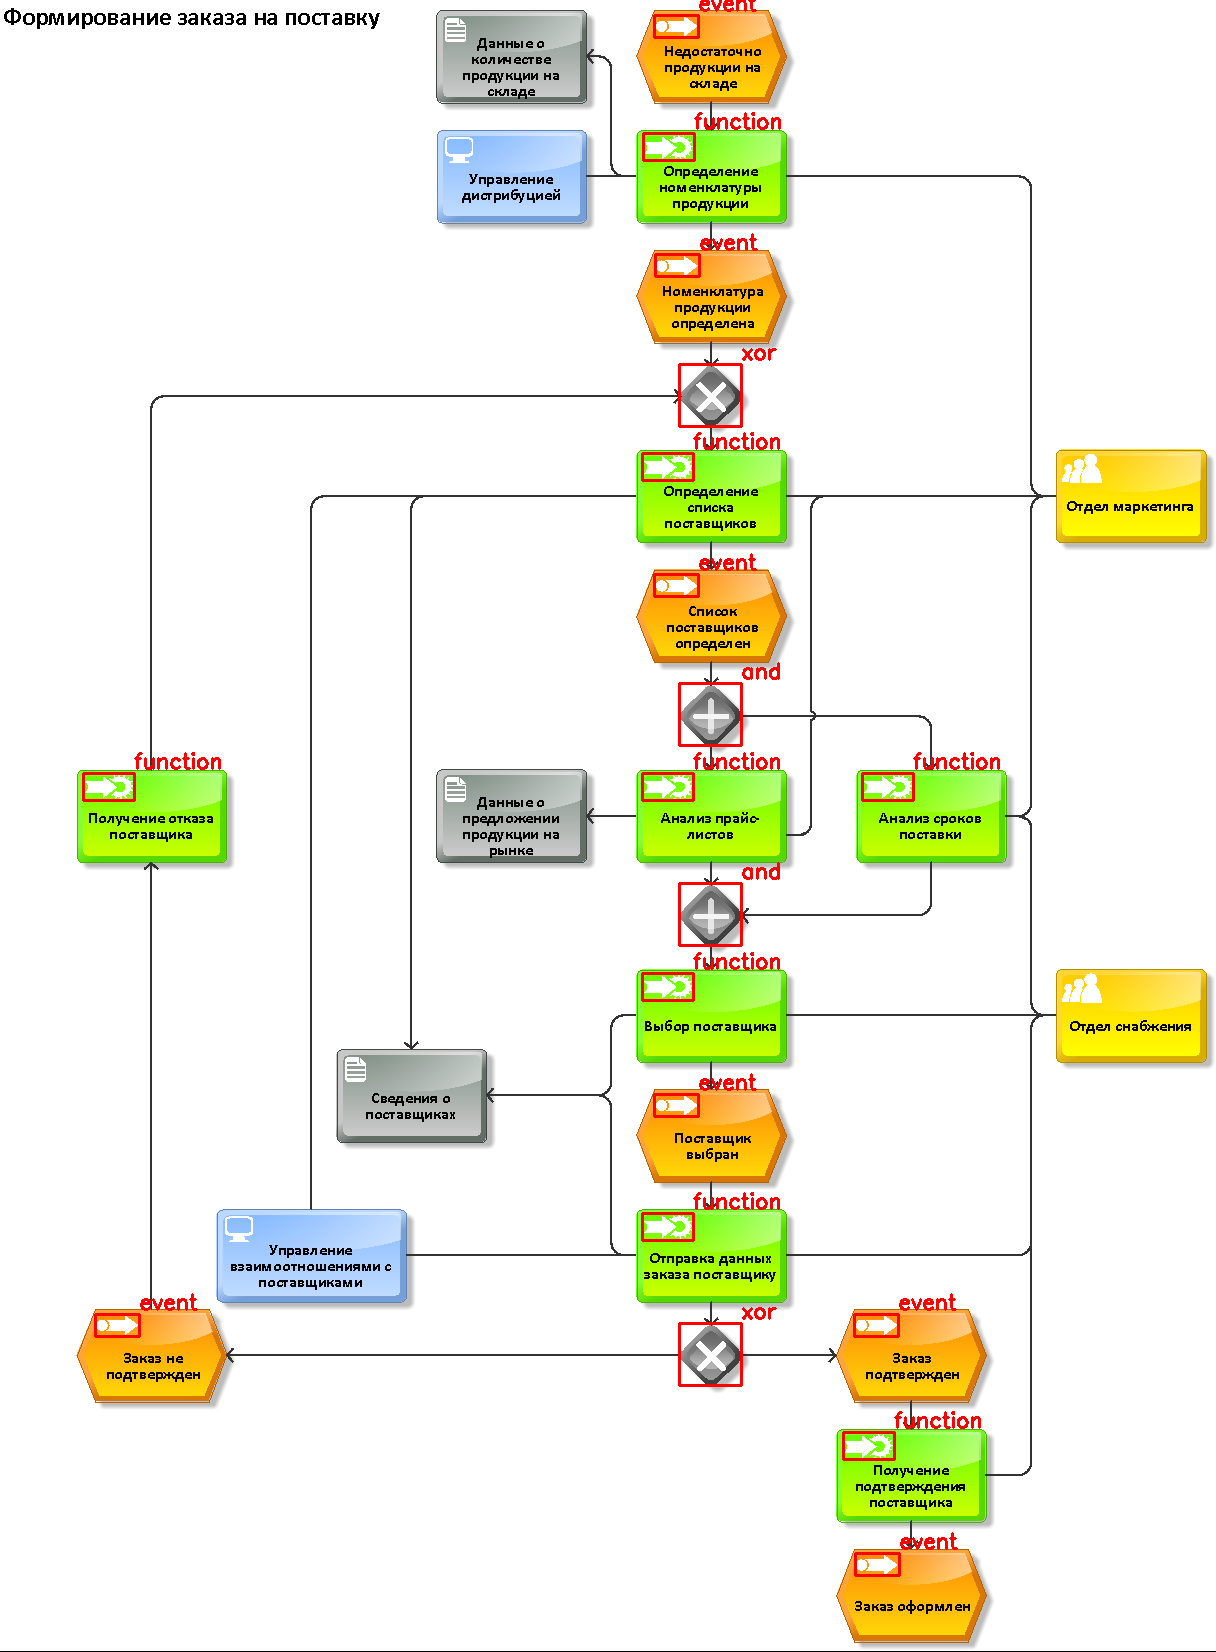 Формирование заказа на поставку
event
Данные о
количестве
продукции на
складе
Недостаточно
продукции на
складе
function
Управление
дистрибуцией
Определение
номенклатуры
продукции
event
Номенклатура
продукции
определена
xor
function
Определение
списка
поставщиков
Отдел маркетинга
event
Список
поставщиков
определен
and
function
function
function
Получение отказа
поставщика
Данные о
предложении
продукции на
рынке
Анализ прайс-
листов
Анализ сроков
поставки
and
function
Выбор поставщика
Отдел снабжения
event
Сведения о
поставщиках
Поставщик
выбран
function
Управление
взаимоотношениями с
поставщиками
Отправка данных
заказа поставщику
event
xor
event
Заказ не
подтвержден
Заказ
подтвержден
function
Получение
подтверждения
поставщика
event
Заказ оформлен